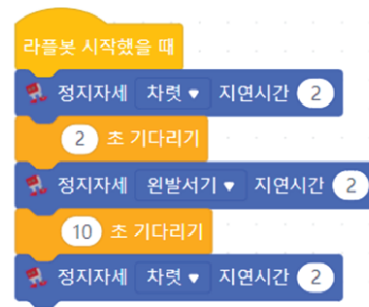 라플봇 시작했을 때
정지자세 차렷 지연시간 2
2 초 기다리기
정지자세 왼발서기 지연시간 2
10 초 기다리기
정지자세 차렷 지연시간 2